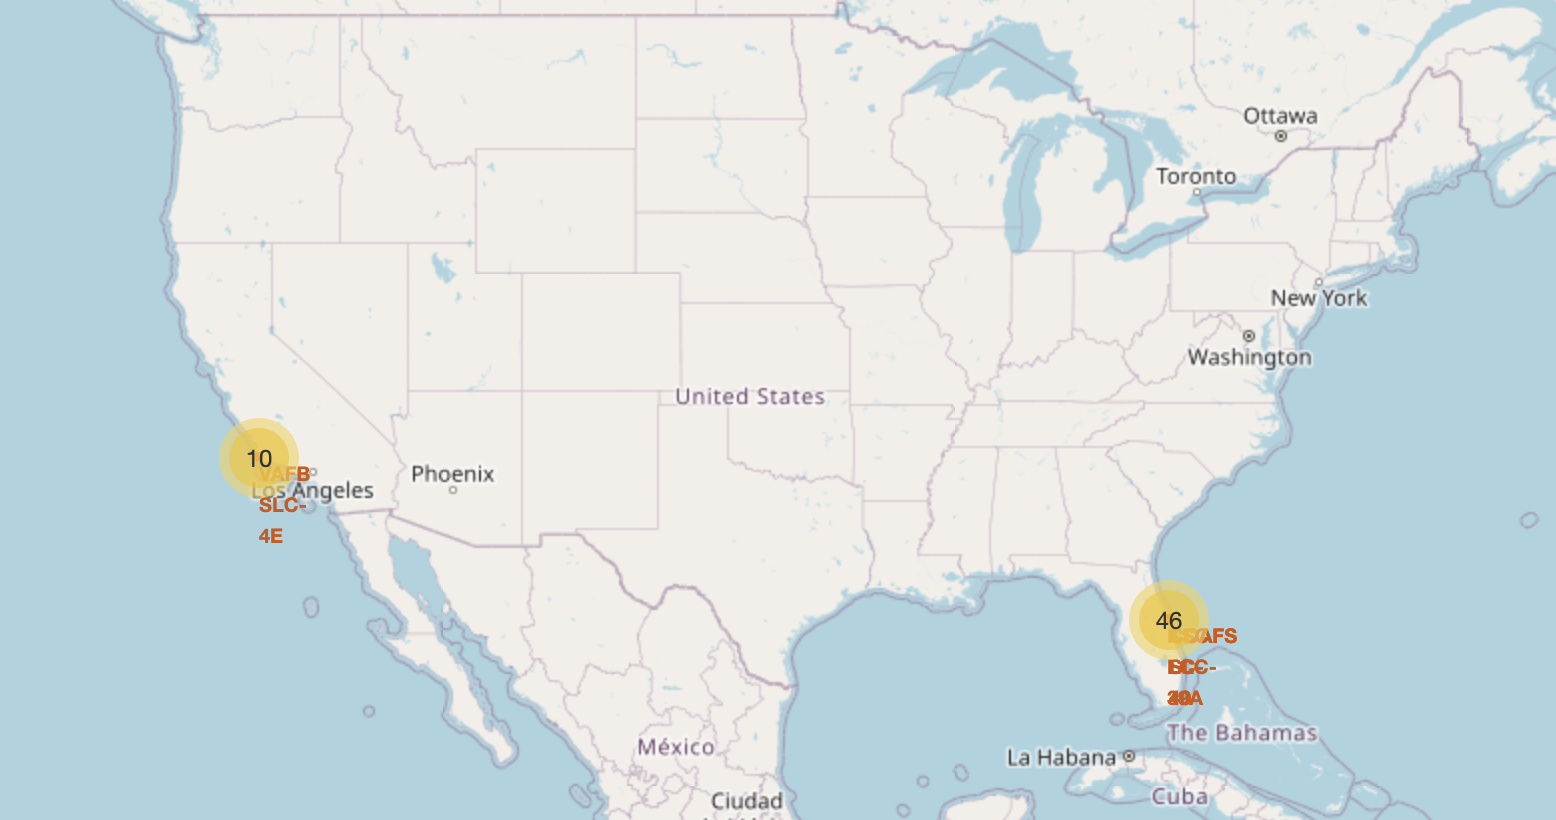 Ottawa
Toronto
New York
Washington
United States
10
VAFB
SLC-
4E
Los Angeles
Phoenix
46
México
Ciudad
La Habana
The Bahamas
Cuba